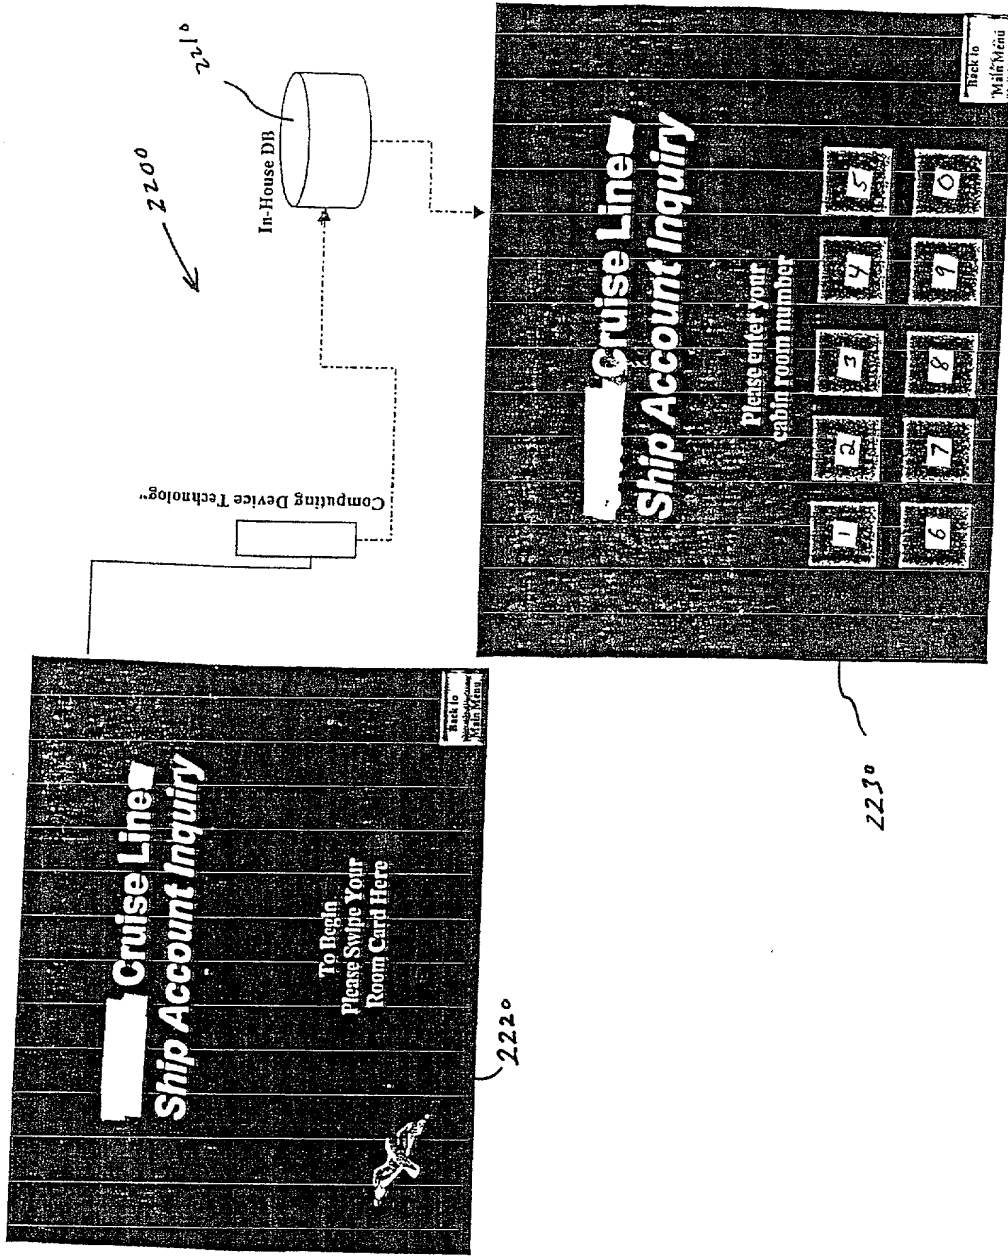 2200
2210
In-House DB
Computing Device Technology
Cruise Line
Ship Account Inquiry
To Begin
Please Swipe Your
Room Card Here
Back to
Main Menu
2220
Cruise Line
Ship Account Inquiry
Please enter your
cabin room number
1 2 3 4 5
6 7 8 9 0
Back to
Main Menu
2230